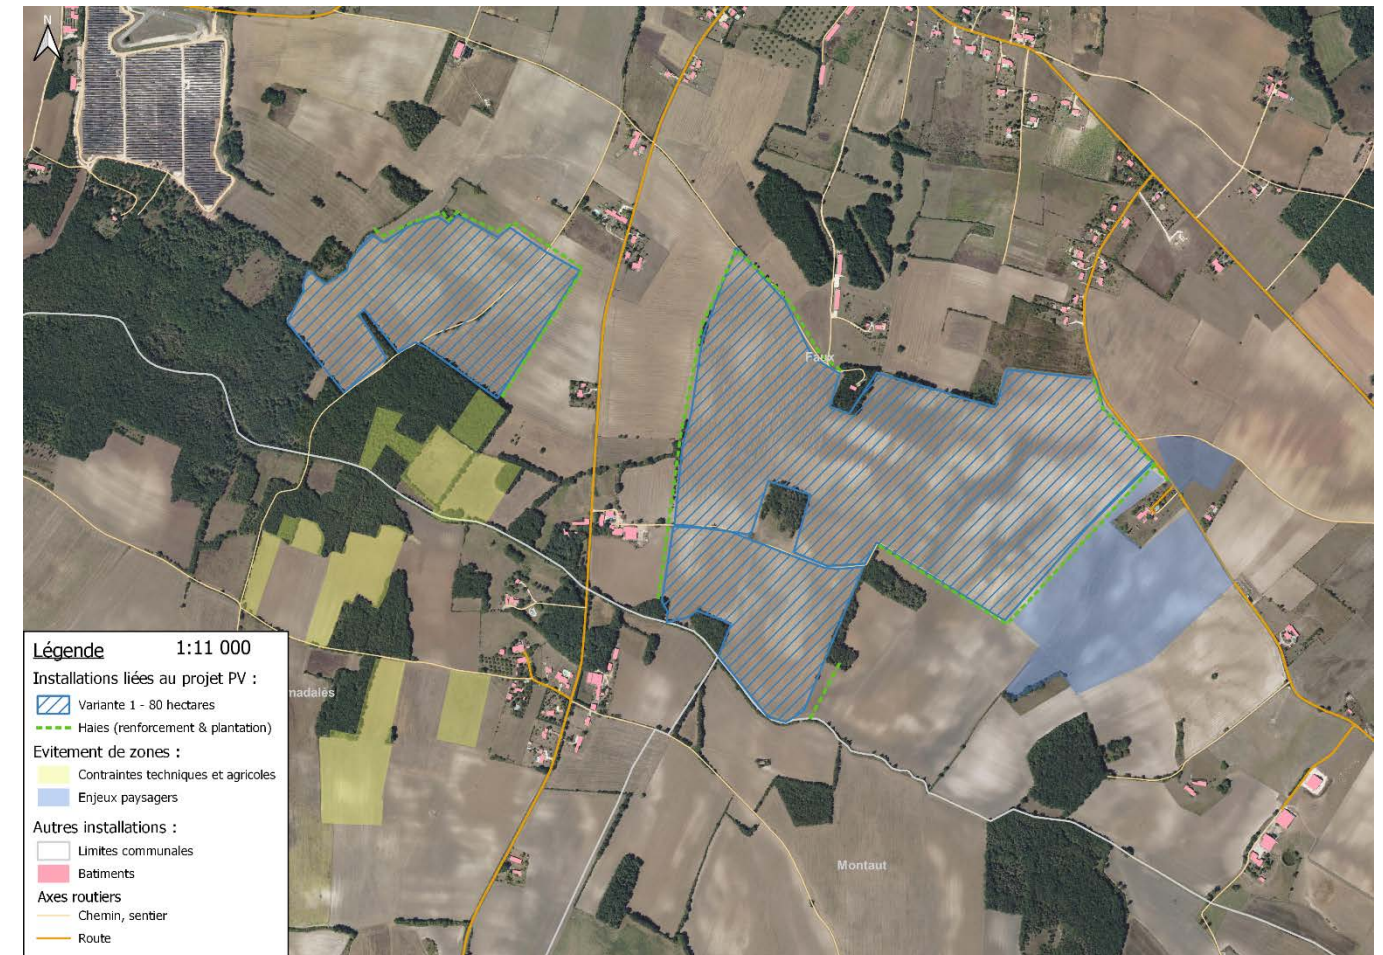 N
Faux
nadalès
Montaut
Légende 1:11 000
Installations liées au projet PV :
Variante 1 - 80 hectares
Haies (renforcement & plantation)
Evitement de zones :
Contraintes techniques et agricoles
Enjeux paysagers
Autres installations :
Limites communales
Batiments
Axes routiers
Chemin, sentier
Route